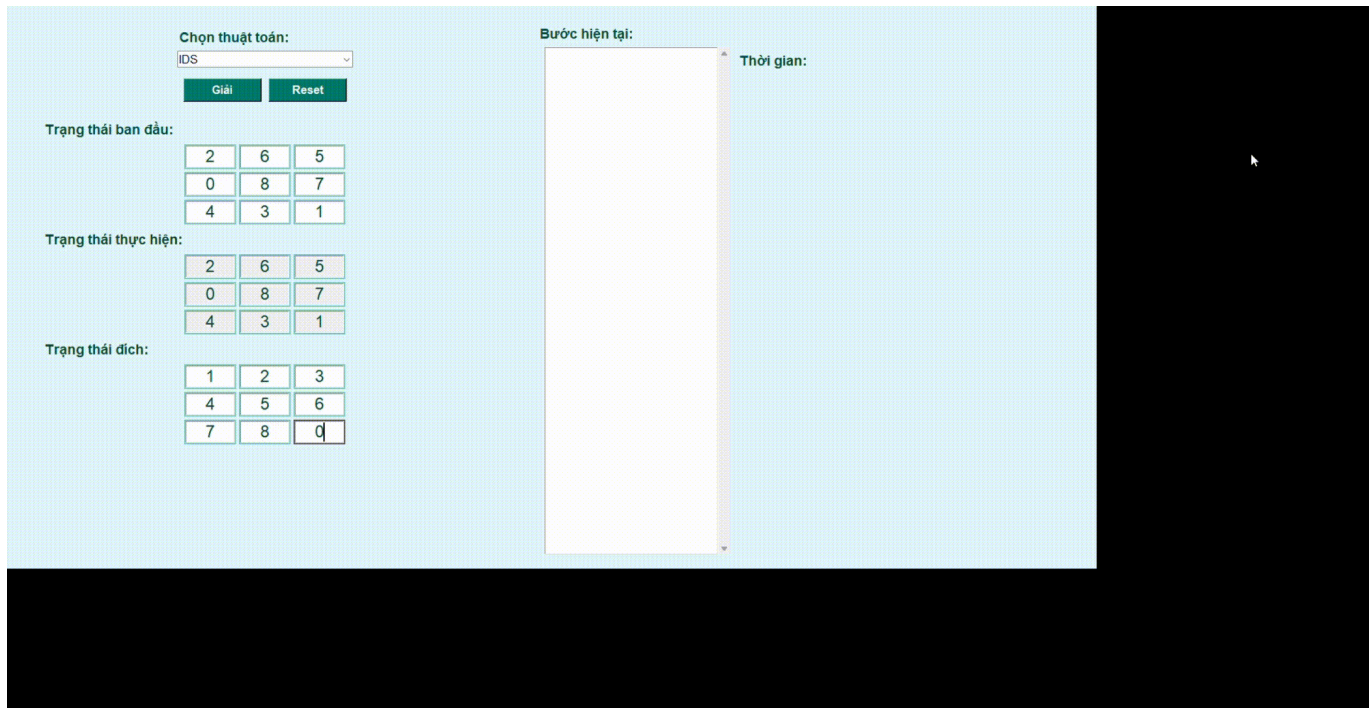 Chọn thuật toán:
IDS
Giải Reset
Trạng thái ban đầu:
2 6 5
0 8 7
4 3 1
Trạng thái thực hiện:
2 6 5
0 8 7
4 3 1
Trạng thái đích:
1 2 3
4 5 6
7 8 0
Bước hiện tại:
Thời gian: